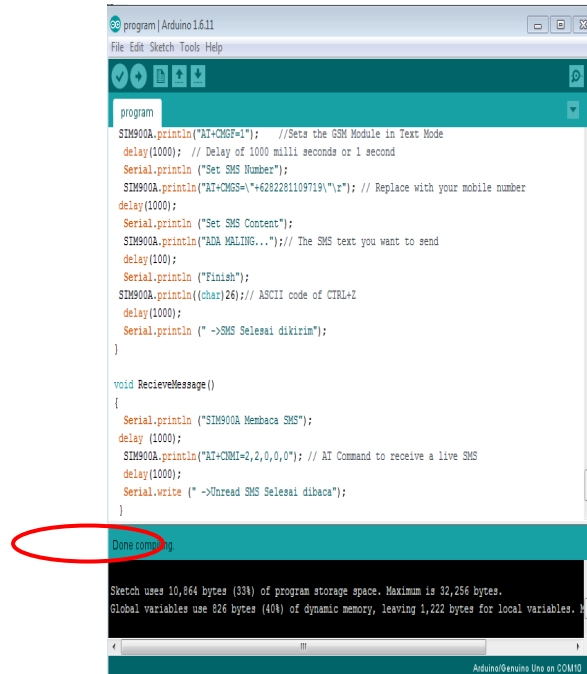 program | Arduino 1.6.11
File Edit Sketch Tools Help
program
SIM900A.println("AT+CMGF=1");    //Sets the GSM Module in Text Mode
delay(1000);  // Delay of 1000 milli seconds or 1 second
Serial.println ("Set SMS Number");
SIM900A.println("AT+CMGS=\"+6282281109719\"\r"); // Replace with your mobile number
delay(1000);
Serial.println ("Set SMS Content");
SIM900A.println("ADA MALING...");// The SMS text you want to send
delay(100);
Serial.println ("Finish");
SIM900A.println((char)26);// ASCII code of CTRL+Z
delay(1000);
Serial.println (" ->SMS Selesai dikirim");
}
void RecieveMessage()
{
Serial.println ("SIM900A Membaca SMS");
delay (1000);
SIM900A.println("AT+CNMI=2,2,0,0,0"); // AT Command to receive a live SMS
delay(1000);
Serial.write (" ->Unread SMS Selesai dibaca");
}
Done compiling.
Sketch uses 10,864 bytes (33%) of program storage space. Maximum is 32,256 bytes.
Global variables use 826 bytes (40%) of dynamic memory, leaving 1,222 bytes for local variables. M
Arduino/Genuino Uno on COM10